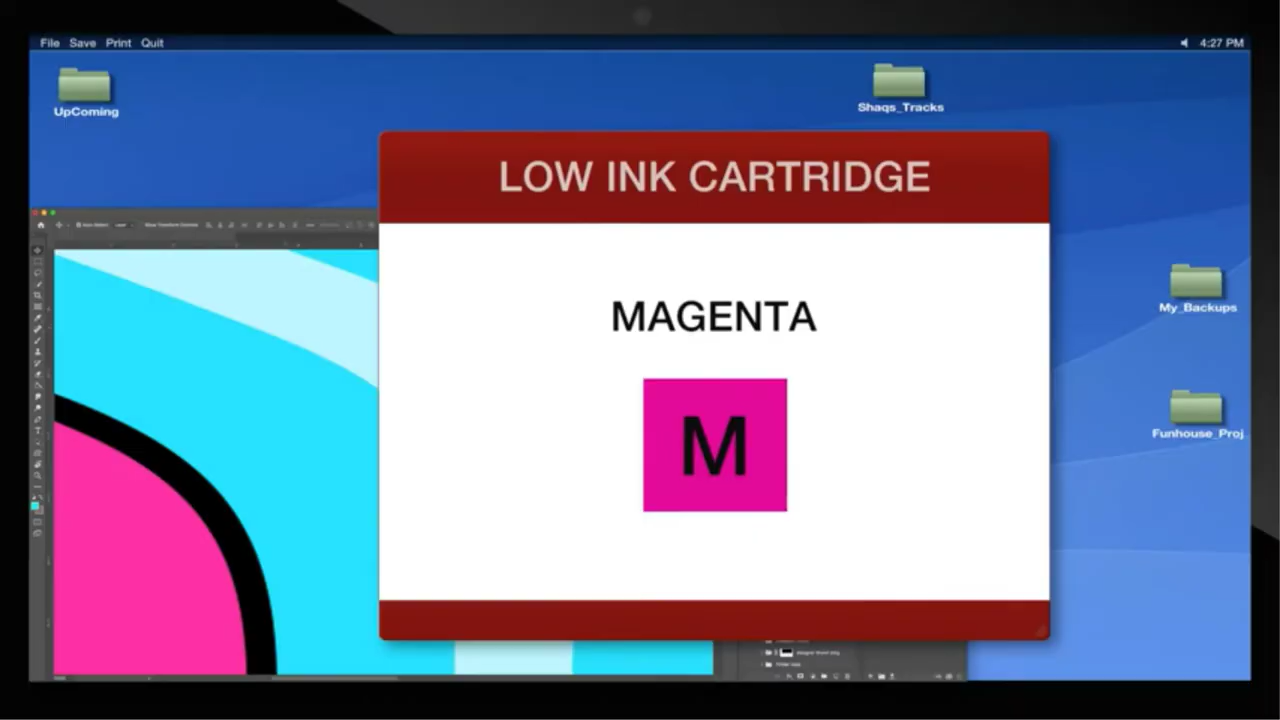 File Save Print Quit
4:27 PM
UpComing
Shaqs_Tracks
LOW INK CARTRIDGE
MAGENTA
M
My_Backups
Funhouse_Proj